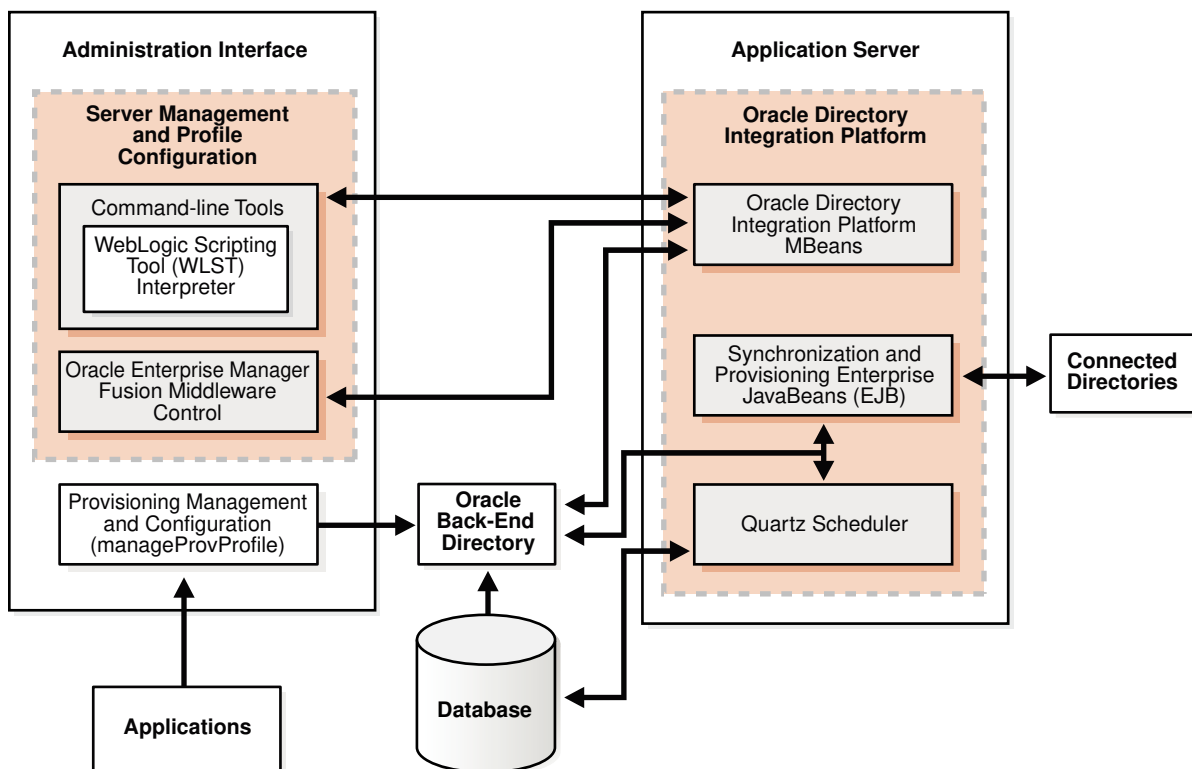 Administration Interface
Server Management
and Profile
Configuration
Command-line Tools
WebLogic Scripting
Tool (WLST)
Interpreter
Oracle Enterprise Manager
Fusion Middleware
Control
Provisioning Management
and Configuration
(manageProvProfile)
Applications
Oracle
Back-End
Directory
Database
Application Server
Oracle Directory
Integration Platform
Oracle Directory
Integration Platform
MBeans
Synchronization and
Provisioning Enterprise
JavaBeans (EJB)
Quartz Scheduler
Connected
Directories